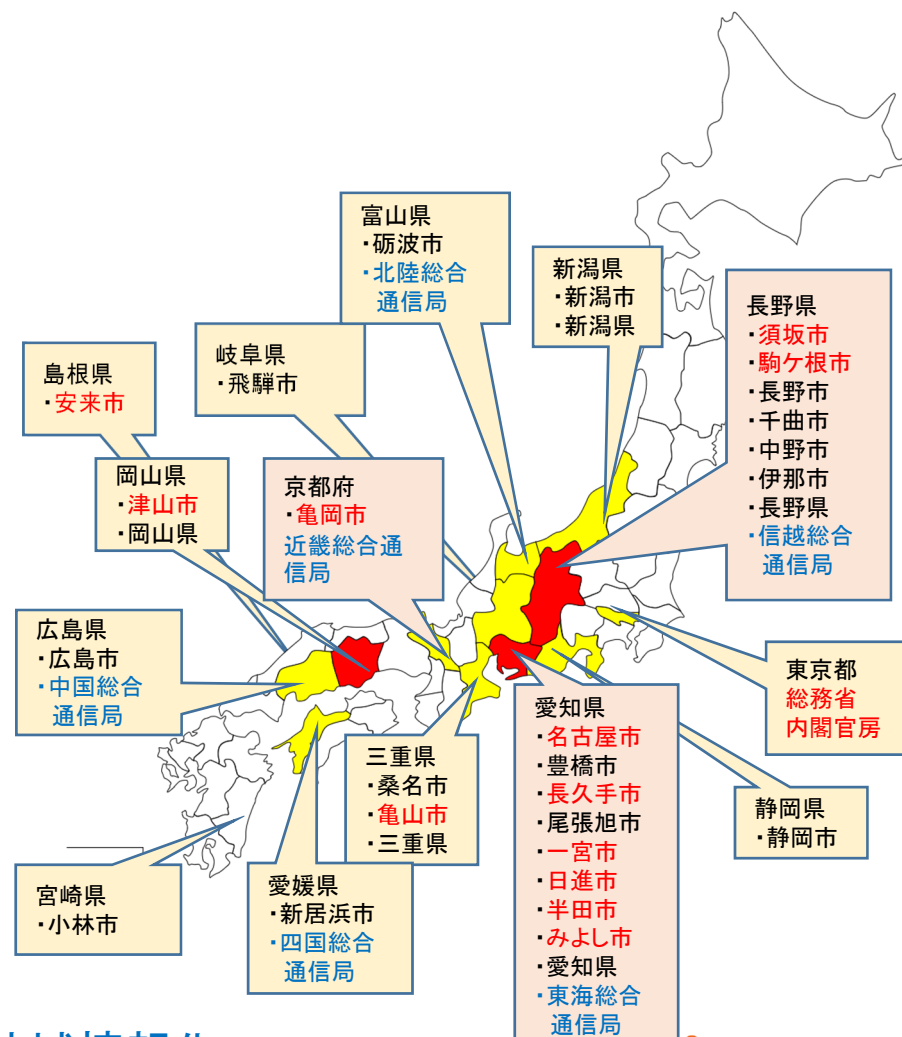 富山県
・砺波市
・北陸総合
通信局
新潟県
・新潟市
・新潟県
長野県
・須坂市
・駒ケ根市
・長野市
・千曲市
・中野市
・伊那市
・長野県
・信越総合
通信局
岐阜県
・飛騨市
島根県
・安来市
岡山県
・津山市
・岡山県
京都府
・亀岡市
近畿総合通
信局
広島県
・広島市
・中国総合
通信局
東京都
総務省
内閣官房
愛知県
・名古屋市
・豊橋市
・長久手市
・尾張旭市
・一宮市
・日進市
・半田市
・みよし市
・愛知県
・東海総合
通信局
三重県
・桑名市
・亀山市
・三重県
静岡県
・静岡市
宮崎県
・小林市
愛媛県
・新居浜市
・四国総合
通信局